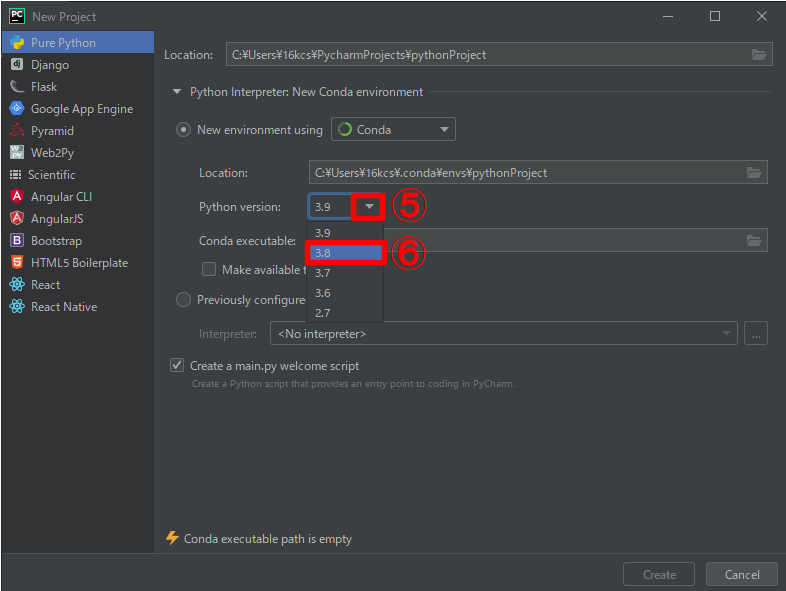 PC New Project
Pure Python
Django
Flask
Google App Engine
Pyramid
Web2Py
Scientific
Angular CLI
AngularJS
Bootstrap
HTML5 Boilerplate
React
React Native
Location: C:¥Users¥16kcs¥PycharmProjects¥pythonProject
Python Interpreter: New Conda environment
New environment using Conda
Location: C:¥Users¥16kcs¥.conda¥envs¥pythonProject
Python version: 3.9 ⑤
3.9
Conda executable:
3.8 ⑥
Make available t
3.7
Previously configure
3.6
2.7
Interpreter: <No interpreter> ...
Create a main.py welcome script
Create a Python script that provides an entry point to coding in PyCharm.
Conda executable path is empty
Create Cancel